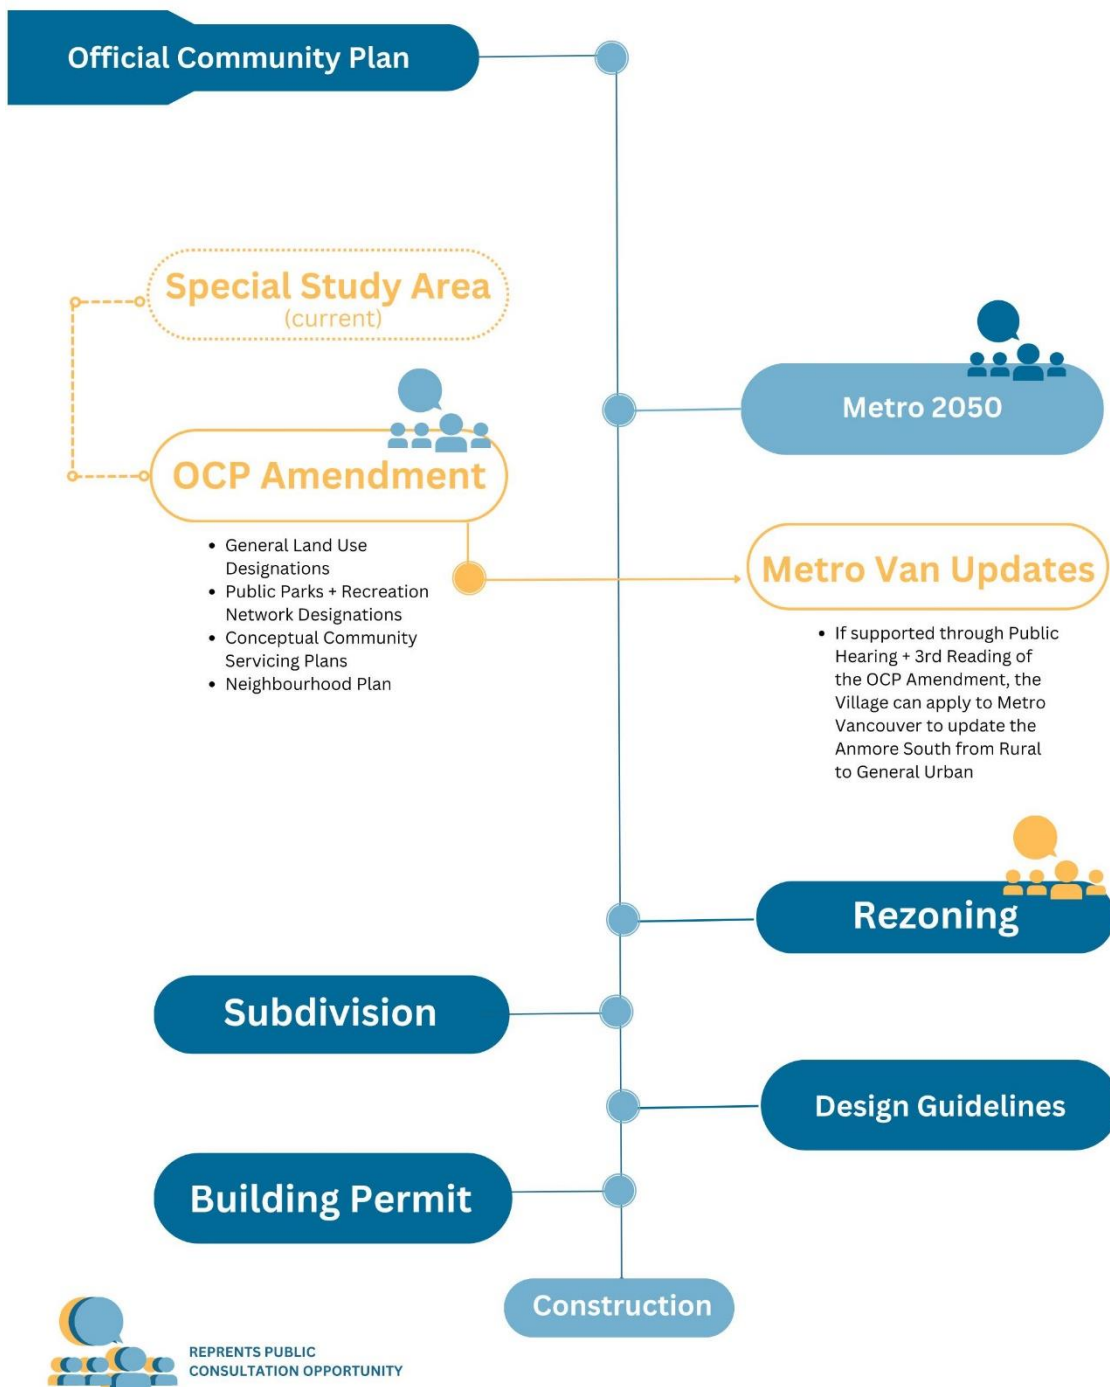 Official Community Plan
Special Study Area
(current)
Metro 2050
OCP Amendment
• General Land Use
Designations
• Public Parks + Recreation
Network Designations
• Conceptual Community
Servicing Plans
• Neighbourhood Plan
Metro Van Updates
• If supported through Public
Hearing + 3rd Reading of
the OCP Amendment, the
Village can apply to Metro
Vancouver to update the
Anmore South from Rural
to General Urban
Rezoning
Subdivision
Design Guidelines
Building Permit
Construction
REPRENTS PUBLIC
CONSULTATION OPPORTUNITY